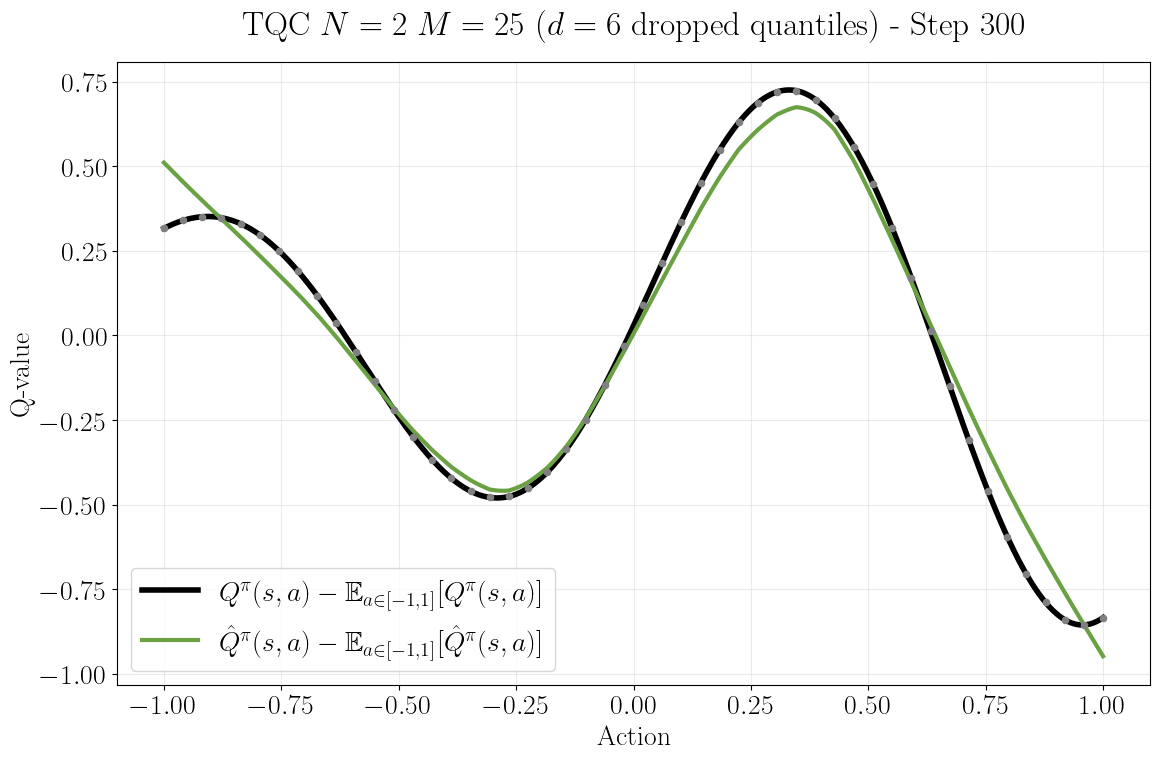 TQC N = 2 M = 25 (d = 6 dropped quantiles) - Step 300
0.75
0.50
0.25
0.00
−0.25
−0.50
−0.75
−1.00
Q-value
Q^π(s, a) − 𝔼_{a∈[−1,1]}[Q^π(s, a)]
Q̂^π(s, a) − 𝔼_{a∈[−1,1]}[Q̂^π(s, a)]
−1.00 −0.75 −0.50 −0.25 0.00 0.25 0.50 0.75 1.00
Action